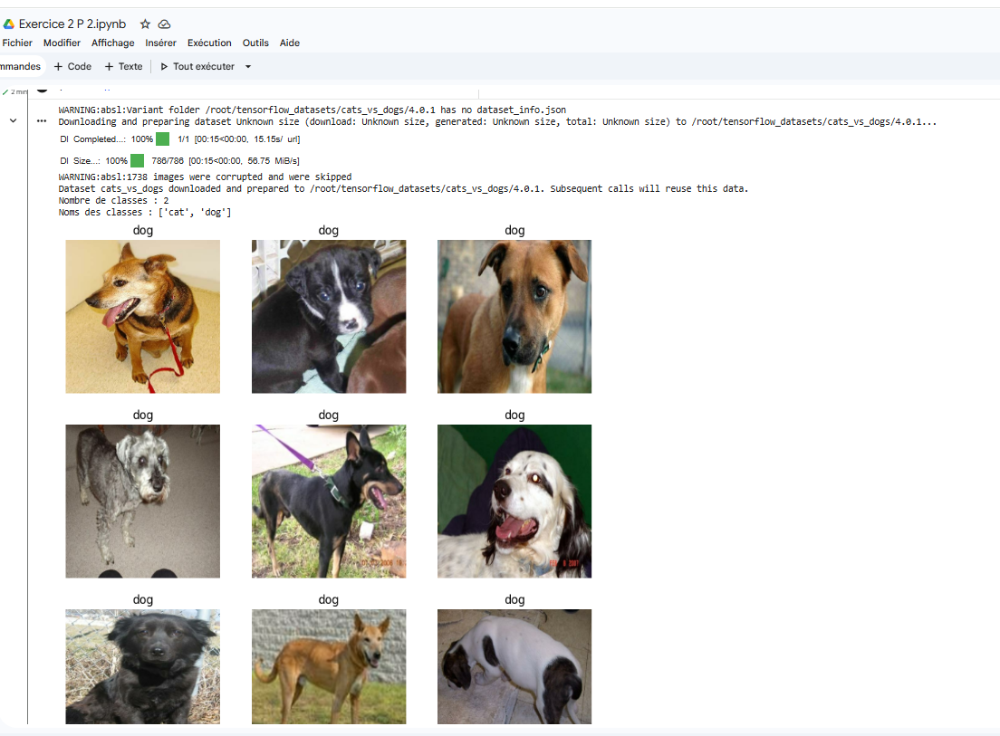 Exercice 2 P 2.ipynb
Fichier Modifier Affichage Insérer Exécution Outils Aide
mmandes + Code + Texte Tout exécuter
2 min
WARNING:absl:Variant folder /root/tensorflow_datasets/cats_vs_dogs/4.0.1 has no dataset_info.json
Downloading and preparing dataset Unknown size (download: Unknown size, generated: Unknown size, total: Unknown size) to /root/tensorflow_datasets/cats_vs_dogs/4.0.1...
Dl Completed...: 100% 1/1 [00:15<00:00, 15.15s/ url]
Dl Size...: 100% 786/786 [00:15<00:00, 56.75 MiB/s]
WARNING:absl:1738 images were corrupted and were skipped
Dataset cats_vs_dogs downloaded and prepared to /root/tensorflow_datasets/cats_vs_dogs/4.0.1. Subsequent calls will reuse this data.
Nombre de classes : 2
Noms des classes : ['cat', 'dog']
dog dog dog
dog dog dog
dog dog dog